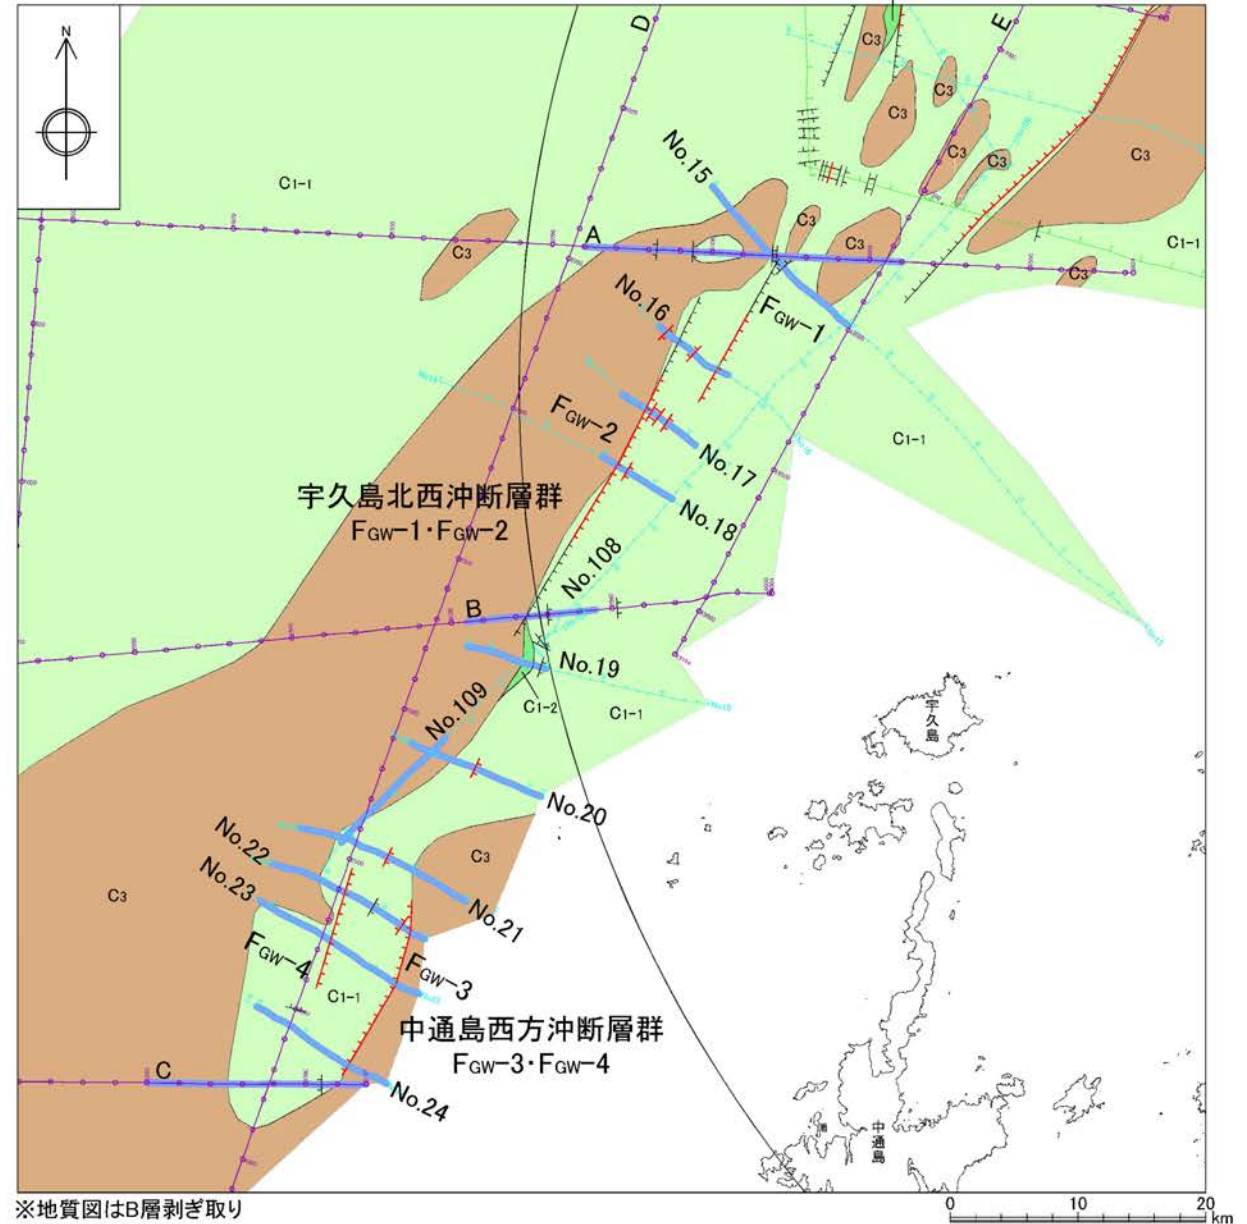 N
D
E
C3
C3
C3
C3
C3
C3
C1-1
No.15
C3
C3
C1-1
A
C3
C3
No.16
FGW-1
FGW-2
C1-1
No.17
宇久島北西沖断層群
FGW-1・FGW-2
No.18
No.108
B
No.19
C1-2
C1-1
宇久島
No.109
No.20
No.22
C3
No.23
C3
No.21
FGW-4
FGW-3
C1-1
中通島西方沖断層群
FGW-3・FGW-4
C
No.24
中通島
※地質図はB層剥ぎ取り
0 10 20
km